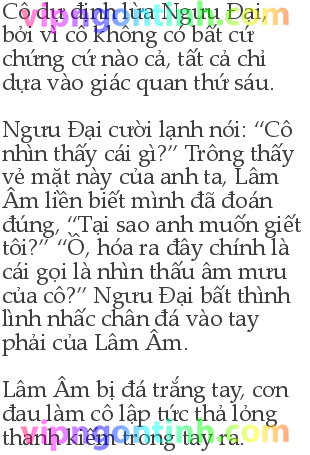 Cô dự định lừa Ngưu Đại,
bởi vì cô không có bất cứ
chứng cứ nào cả, tất cả chỉ
dựa vào giác quan thứ sáu.
Ngưu Đại cười lạnh nói: “Cô
nhìn thấy cái gì?” Trông thấy
vẻ mặt này của anh ta, Lâm
Âm liền biết mình đã đoán
đúng, “Tại sao anh muốn giết
tôi?” “Ồ, hóa ra đây chính là
cái gọi là nhìn thấu âm mưu
của cô?” Ngưu Đại bất thình
lình nhấc chân đá vào tay
phải của Lâm Âm.
Lâm Âm bị đá trắng tay, cơn
đau làm cô lập tức thả lỏng
thanh kiếm trong tay ra.
vipngontinh.com
vipngontinh.com